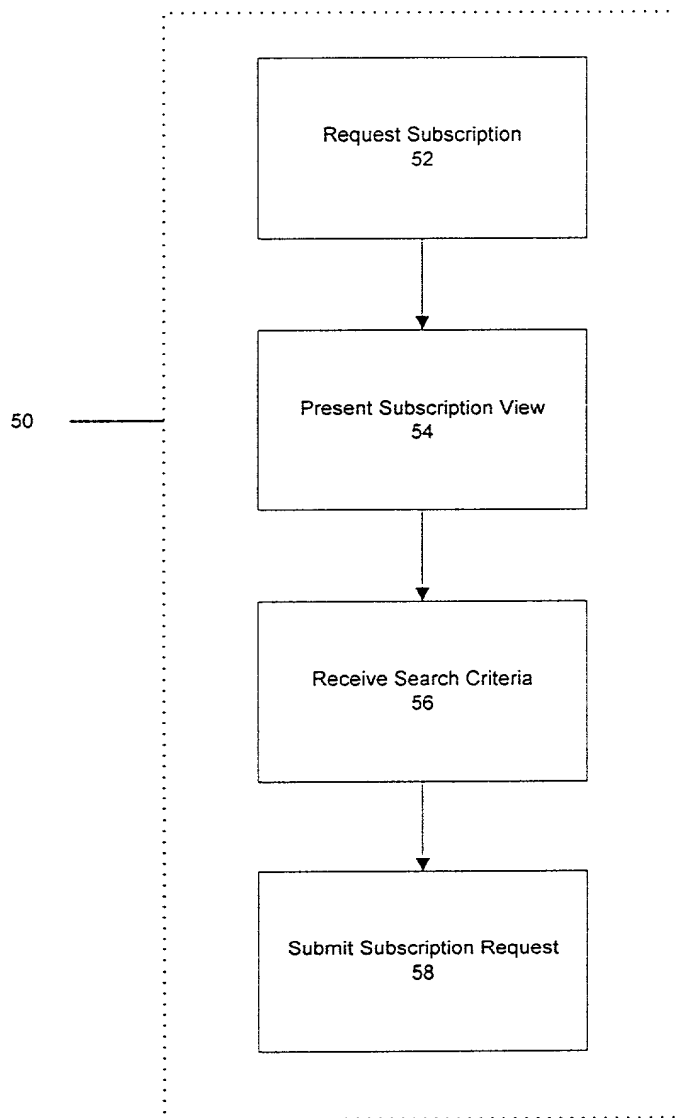 Request Subscription
52
Present Subscription View
54
50
Receive Search Criteria
56
Submit Subscription Request
58